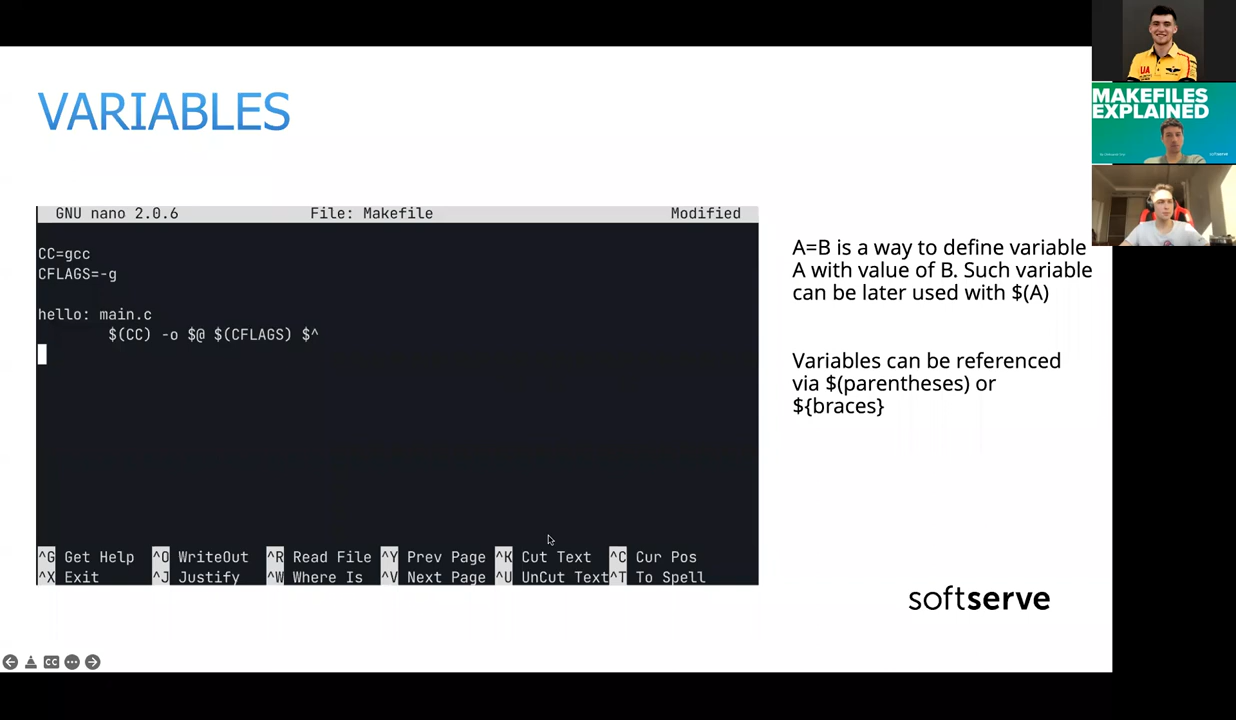 VARIABLES
GNU nano 2.0.6 File: Makefile Modified
CC=gcc
CFLAGS=-g
hello: main.c
$(CC) -o $@ $(CFLAGS) $^
^G Get Help ^O WriteOut ^R Read File ^Y Prev Page ^K Cut Text ^C Cur Pos
^X Exit ^J Justify ^W Where Is ^V Next Page ^U UnCut Text ^T To Spell
A=B is a way to define variable
A with value of B. Such variable
can be later used with $(A)
Variables can be referenced
via $(parentheses) or
${braces}
softserve
CC
UA
MAKEFILES
EXPLAINED
softserve